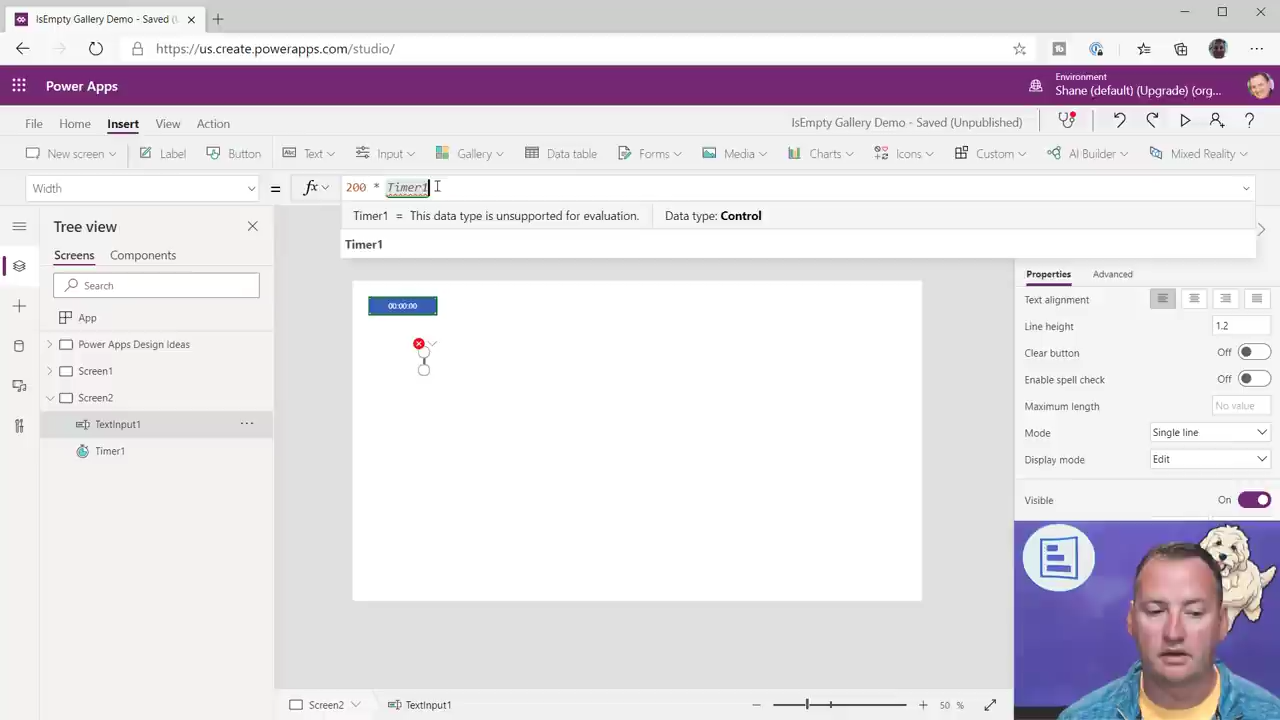 IsEmpty Gallery Demo - Saved (
https://us.create.powerapps.com/studio/
Power Apps
Environment
Shane (default) (Upgrade) (org...
File Home Insert View Action
IsEmpty Gallery Demo - Saved (Unpublished)
New screen Label Button Text Input Gallery Data table Forms Media Charts Icons Custom AI Builder Mixed Reality
Width = fx 200 * Timer1
Timer1 = This data type is unsupported for evaluation. Data type: Control
Timer1
Tree view
Screens Components
Search
App
Power Apps Design Ideas
Screen1
Screen2
TextInput1
Timer1
00:00:00
Properties Advanced
Text alignment
Line height 1.2
Clear button Off
Enable spell check Off
Maximum length No value
Mode Single line
Display mode Edit
Visible On
Screen2 TextInput1 50 %